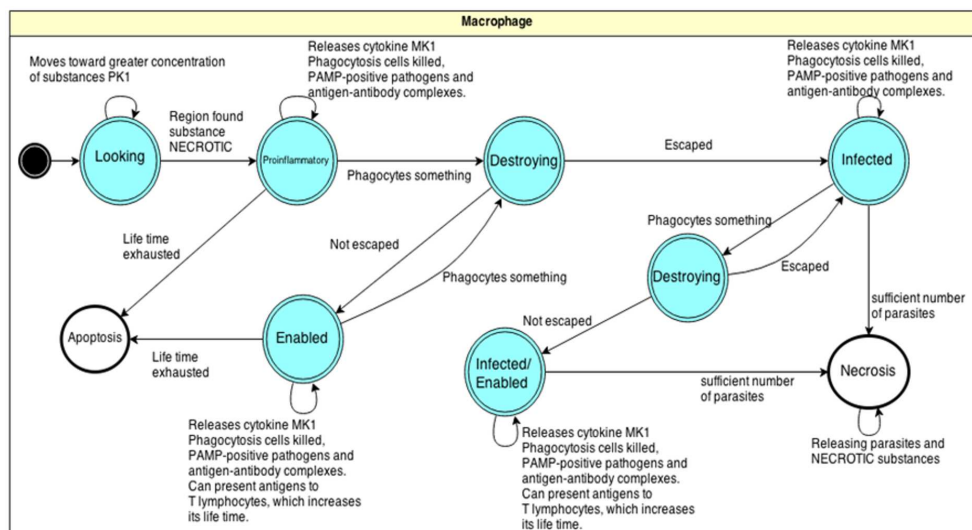 Macrophage
Moves toward greater concentration
of substances PK1
Releases cytokine MK1
Phagocytosis cells killed,
PAMP-positive pathogens and
antigen-antibody complexes.
Releases cytokine MK1
Phagocytosis cells killed,
PAMP-positive pathogens and
antigen-antibody complexes.
Looking
Region found
substance
NECROTIC
Proinflammatory
Phagocytes something
Destroying
Escaped
Infected
Life time
exhausted
Not escaped
Phagocytes something
Phagocytes something
Destroying
Escaped
sufficient number
of parasites
Apoptosis
Life time
exhausted
Enabled
Not escaped
Infected/
Enabled
sufficient number
of parasites
Necrosis
Releases cytokine MK1
Phagocytosis cells killed,
PAMP-positive pathogens and
antigen-antibody complexes.
Can present antigens to
T lymphocytes, which increases
its life time.
Releases cytokine MK1
Phagocytosis cells killed,
PAMP-positive pathogens and
antigen-antibody complexes.
Can present antigens to
T lymphocytes, which increases
its life time.
Releasing parasites and
NECROTIC substances